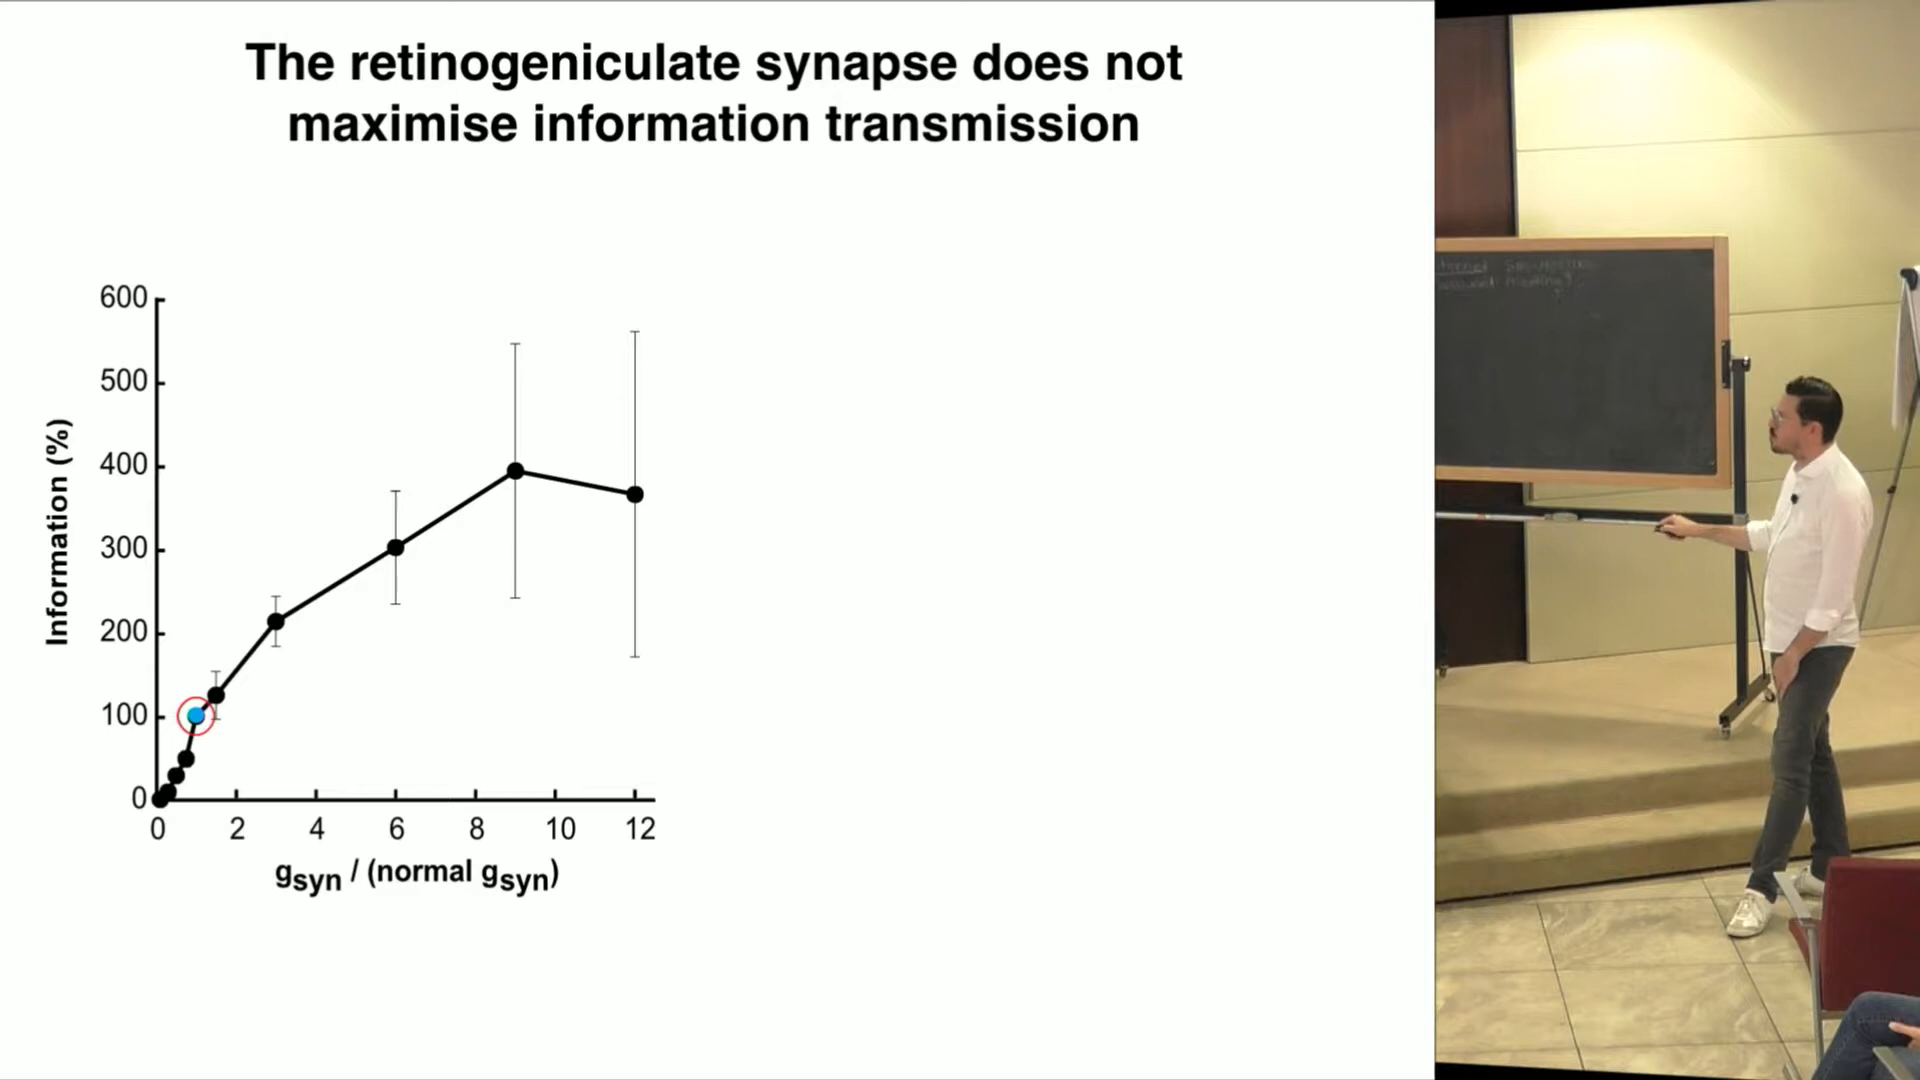 The retinogeniculate synapse does not
maximise information transmission
Information (%)
600
500
400
300
200
100
0
0 2 4 6 8 10 12
gsyn / (normal gsyn)